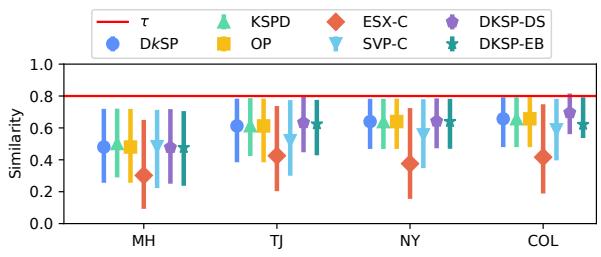 τ KSPD ESX-C DKSP-DS
DkSP OP SVP-C DKSP-EB
1.0
0.8
0.6
0.4
0.2
0.0
Similarity
MH TJ NY COL